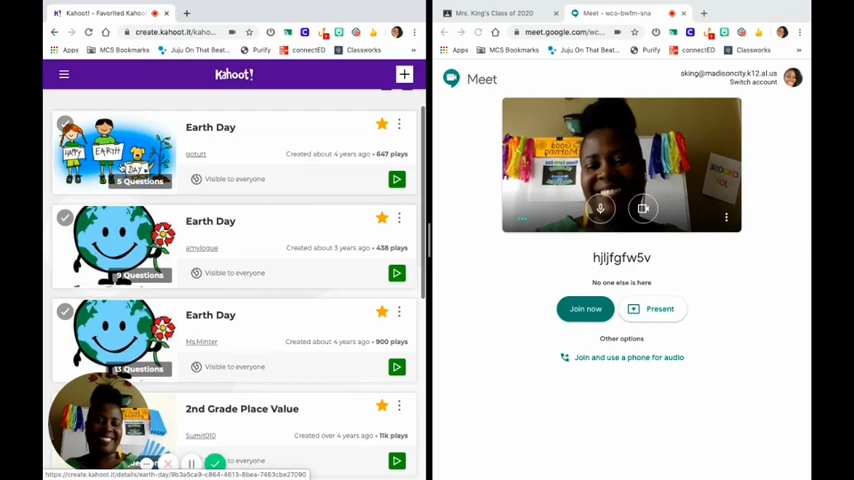 Kahoot! - Favorited Kahoo
create.kahoot.it/kaho...
Apps MCS Bookmarks Juju On That Beat... Purify connectED Classworks
Kahoot!
HAPPY EARTH DAY
5 Questions
Earth Day
gotutt
Created about 4 years ago • 647 plays
Visible to everyone
9 Questions
Earth Day
amylogue
Created about 3 years ago • 438 plays
Visible to everyone
13 Questions
Earth Day
Ms.Minter
Created about 4 years ago • 900 plays
Visible to everyone
2nd Grade Place Value
Sumit010
Created over 4 years ago • 11k plays
e to everyone
https://create.kahoot.it/details/earth-day/9b3a5ca9-c864-4613-8bea-7463cbe27090
Mrs. King's Class of 2020
Meet - wco-bwfm-sna
meet.google.com/wc...
Apps MCS Bookmarks Juju On That Beat... Purify connectED Classworks
Meet
sking@madisoncity.k12.al.us
Switch account
GOOD
CHOOSE JOY
hjljfgfw5v
No one else is here
Join now
Present
Other options
Join and use a phone for audio